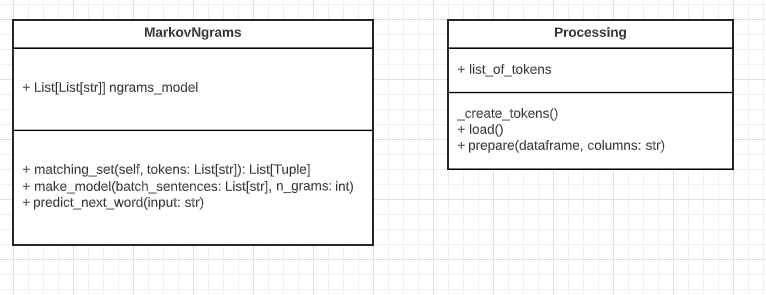 MarkovNgrams
+ List[List[str]] ngrams_model
+ matching_set(self, tokens: List[str]): List[Tuple]
+ make_model(batch_sentences: List[str], n_grams: int)
+ predict_next_word(input: str)
Processing
+ list_of_tokens
_create_tokens()
+ load()
+ prepare(dataframe, columns: str)